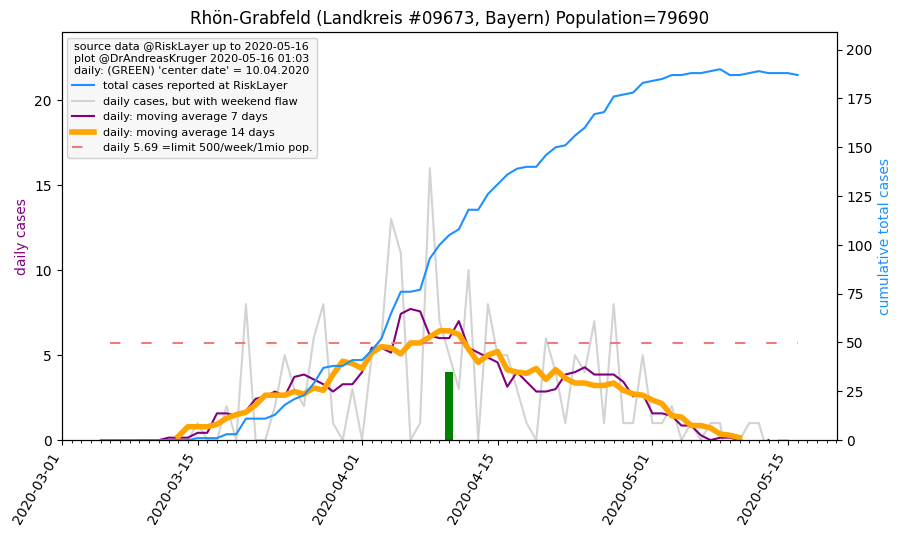 Rhön-Grabfeld (Landkreis #09673, Bayern) Population=79690
source data @RiskLayer up to 2020-05-16
plot @DrAndreasKruger 2020-05-16 01:03
daily: (GREEN) 'center date' = 10.04.2020
total cases reported at RiskLayer
daily cases, but with weekend flaw
daily: moving average 7 days
daily: moving average 14 days
daily 5.69 =limit 500/week/1mio pop.
daily cases
20
15
10
5
0
cumulative total cases
200
175
150
125
100
75
50
25
0
2020-03-01
2020-03-15
2020-04-01
2020-04-15
2020-05-01
2020-05-15